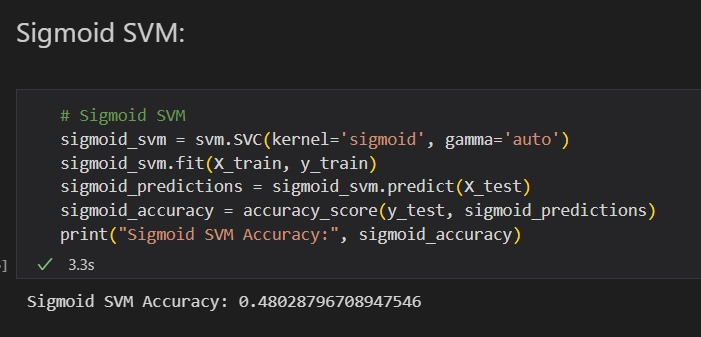 Sigmoid SVM:
# Sigmoid SVM
sigmoid_svm = svm.SVC(kernel='sigmoid', gamma='auto')
sigmoid_svm.fit(X_train, y_train)
sigmoid_predictions = sigmoid_svm.predict(X_test)
sigmoid_accuracy = accuracy_score(y_test, sigmoid_predictions)
print("Sigmoid SVM Accuracy:", sigmoid_accuracy)
] ✓ 3.3s
Sigmoid SVM Accuracy: 0.48028796708947546